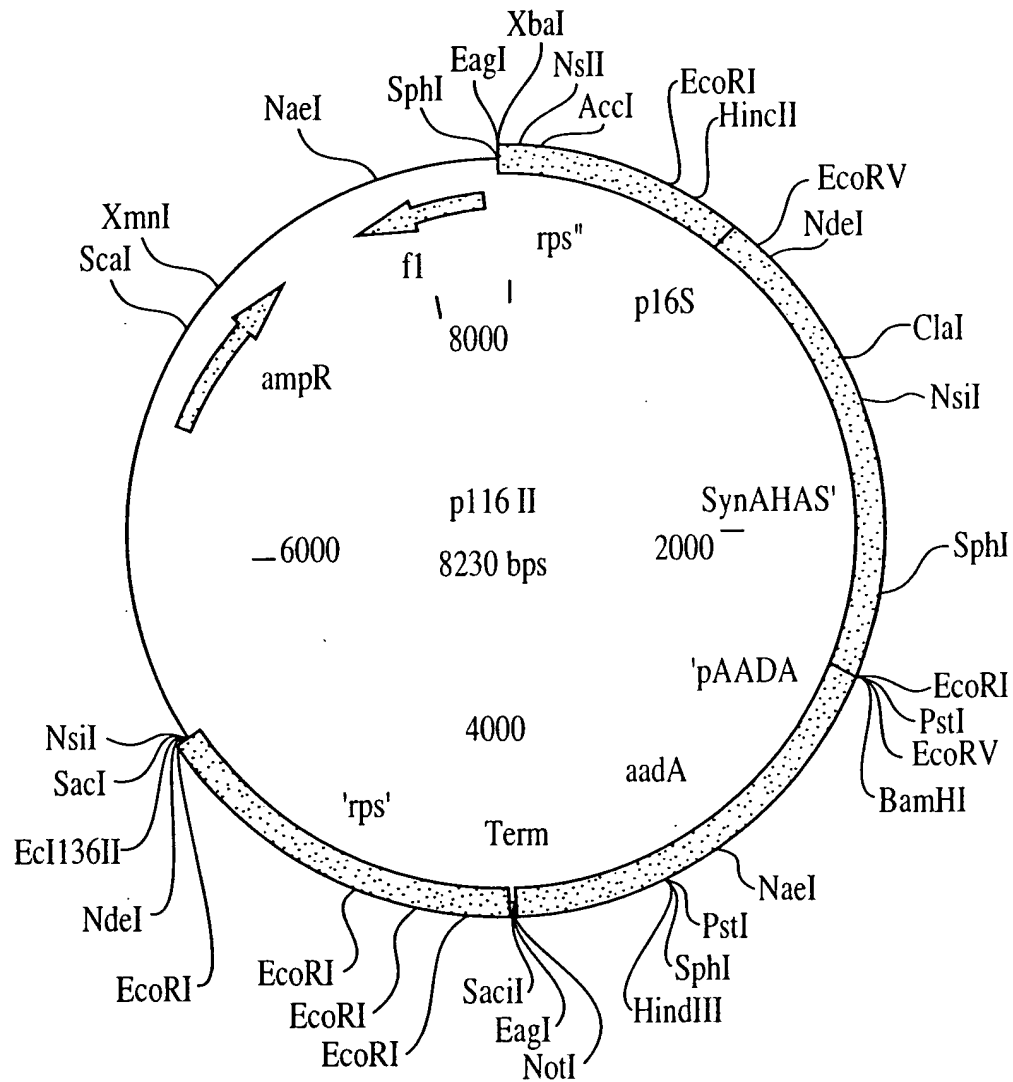 XbaI
EagI
NsII
SphI
AccI
EcoRI
HincII
NaeI
EcoRV
NdeI
XmnI
ScaI
f1
rps"
p16S
8000
ampR
ClaI
NsiI
p116 II
8230 bps
SynAHAS'
6000
2000
SphI
'pAADA
EcoRI
PstI
EcoRV
BamHI
4000
aadA
NsiI
SacI
EcI136II
NdeI
EcoRI
'rps'
Term
NaeI
PstI
SphI
HindIII
EcoRI
EcoRI
EcoRI
SaciI
EagI
NotI